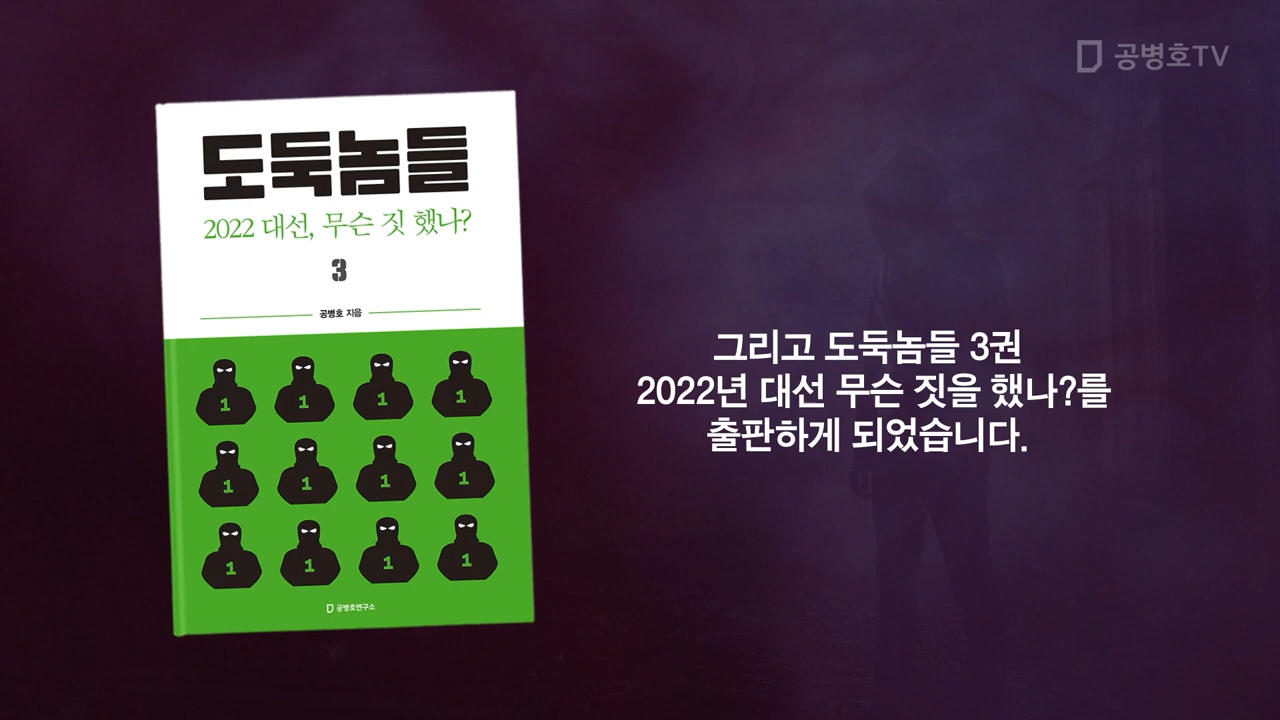 공병호TV
도둑놈들
2022 대선, 무슨 짓 했나?
3
공병호 지음
1 1 1 1
1 1 1 1
1 1 1 1
공병호연구소
그리고 도둑놈들 3권
2022년 대선 무슨 짓을 했나?를
출판하게 되었습니다.